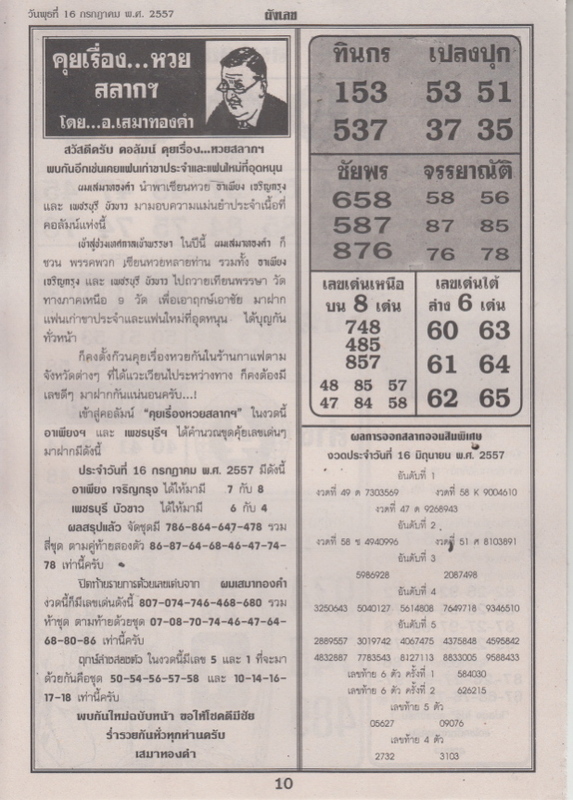 วันพุธที่ 16 กรกฎาคม พ.ศ. 2557
ผังเลข
คุยเรื่อง...หวย
สลากฯ
โดย...อ.เสมาทองคำ
สวัสดีครับ คอลัมน์ คุยเรื่อง...หวยสลากฯ
พบกันอีกเช่นเคยแฟนเก่าขาประจำและแฟนใหม่ที่อุดหนุน
ผมเสมาทองคำ นำพาเซียนหวย อาเพียง เจริญกรุง
และ เพชรบุรี บัวขาว มามอบความแม่นยำประจำเนื้อที่
คอลัมน์แห่งนี้
เข้าสู่ช่วงเทศกาลเข้าพรรษา ในปีนี้ ผมเสมาทองคำ ก็
ชวน พรรคพวก เซียนหวยหลายท่าน รวมทั้ง อาเพียง
เจริญกรุง และ เพชรบุรี บัวขาว ไปถวายเทียนพรรษา วัด
ทางภาคเหนือ 9 วัด เพื่อเอาฤกษ์เอาชัย มาฝาก
แฟนเก่าขาประจำและแฟนใหม่ที่อุดหนุน ได้บุญกัน
ทั่วหน้า
ก็คงตั้งก๊วนคุยเรื่องหวยกันในร้านกาแฟตาม
จังหวัดต่างๆ ที่ได้แวะเวียนไประหว่างทาง ก็คงต้องมี
เลขดีๆ มาฝากกันแน่นอนครับ...!
เข้าสู่คอลัมน์ "คุยเรื่องหวยสลากฯ" ในงวดนี้
อาเพียงฯ และ เพชรบุรีฯ ได้คำนวณชุดคุ้ยเลขเด่นๆ
มาฝากมีดังนี้
ประจำวันที่ 16 กรกฎาคม พ.ศ. 2557 มีดังนี้
อาเพียง เจริญกรุง ได้ให้มามี 7 กับ 8
เพชรบุรี บัวขาว ได้ให้มามี 6 กับ 4
ผลสรุปแล้ว จัดชุดมี 786-864-647-478 รวม
สี่ชุด ตามคู่ท้ายสองตัว 86-87-64-68-46-47-74-
78 เท่านี้ครับ
ปิดท้ายรายการด้วยเลขเด่นจาก ผมเสมาทองคำ
งวดนี้ก็มีเลขเด่นดังนี้ 807-074-746-468-680 รวม
ห้าชุด ตามท้ายด้วยชุด 07-08-70-74-46-47-64-
68-80-86 เท่านี้ครับ
ฤกษ์ล่างสองตัว ในงวดนี้มีเลข 5 และ 1 ที่จะมา
ด้วยกันคือชุด 50-54-56-57-58 และ 10-14-16-
17-18 เท่านี้ครับ
พบกันใหม่ฉบับหน้า ขอให้โชคดีมีชัย
ร่ำรวยกันทั่วทุกท่านครับ
เสมาทองคำ
ทินกร เปลงปุก
153 53 51
537 37 35
ชัยพร จรรยาณัติ
658 58 56
587 87 85
876 76 78
เลขเด่นเหนือ
บน 8 เด่น
748
485
857
48 85 57
47 84 58
เลขเด่นใต้
ล่าง 6 เด่น
60 63
61 64
62 65
ผลการออกสลากออมสินพิเศษ
งวดประจำวันที่ 16 มิถุนายน พ.ศ. 2557
อันดับที่ 1
งวดที่ 49 ด 7303569 งวดที่ 58 K 9004610
งวดที่ 47 ด 9268943
อันดับที่ 2
งวดที่ 58 ช 4940996 งวดที่ 51 ศ 8103891
อันดับที่ 3
5986928 2087498
อันดับที่ 4
3250643 5040127 5614808 7649718 9346510
อันดับที่ 5
2889557 3019742 4067475 4375848 4595842
4832887 7783543 8127113 8833005 9588433
เลขท้าย 6 ตัว ครั้งที่ 1 584030
เลขท้าย 6 ตัว ครั้งที่ 2 626215
เลขท้าย 5 ตัว
05627 09076
เลขท้าย 4 ตัว
2732 3103
10